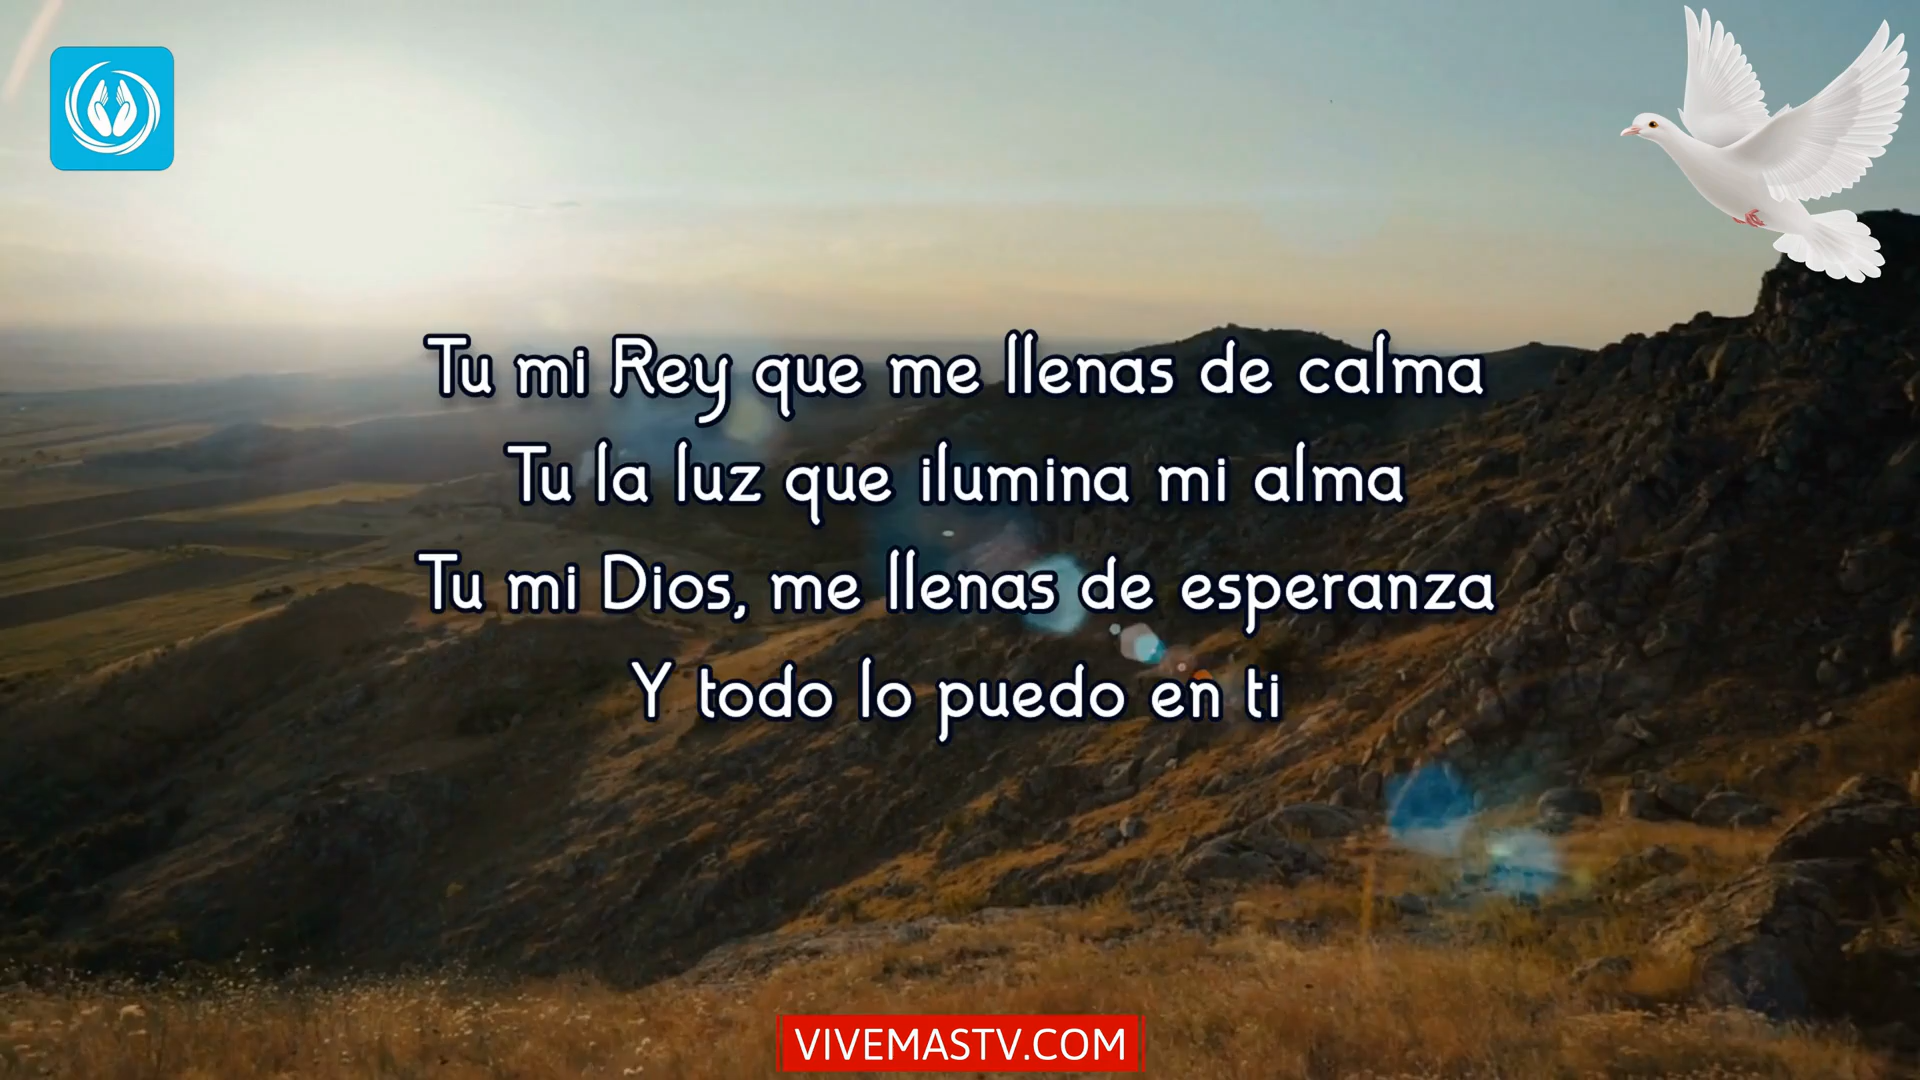 Tu mi Rey que me llenas de calma
Tu la luz que ilumina mi alma
Tu mi Dios, me llenas de esperanza
Y todo lo puedo en ti
VIVEMASTV.COM